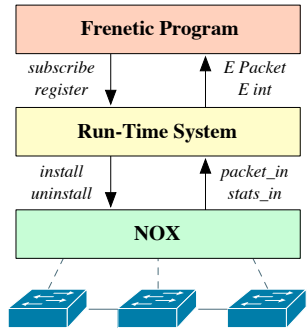 Frenetic Program
subscribe
register
E Packet
E int
Run-Time System
install
uninstall
packet_in
stats_in
NOX